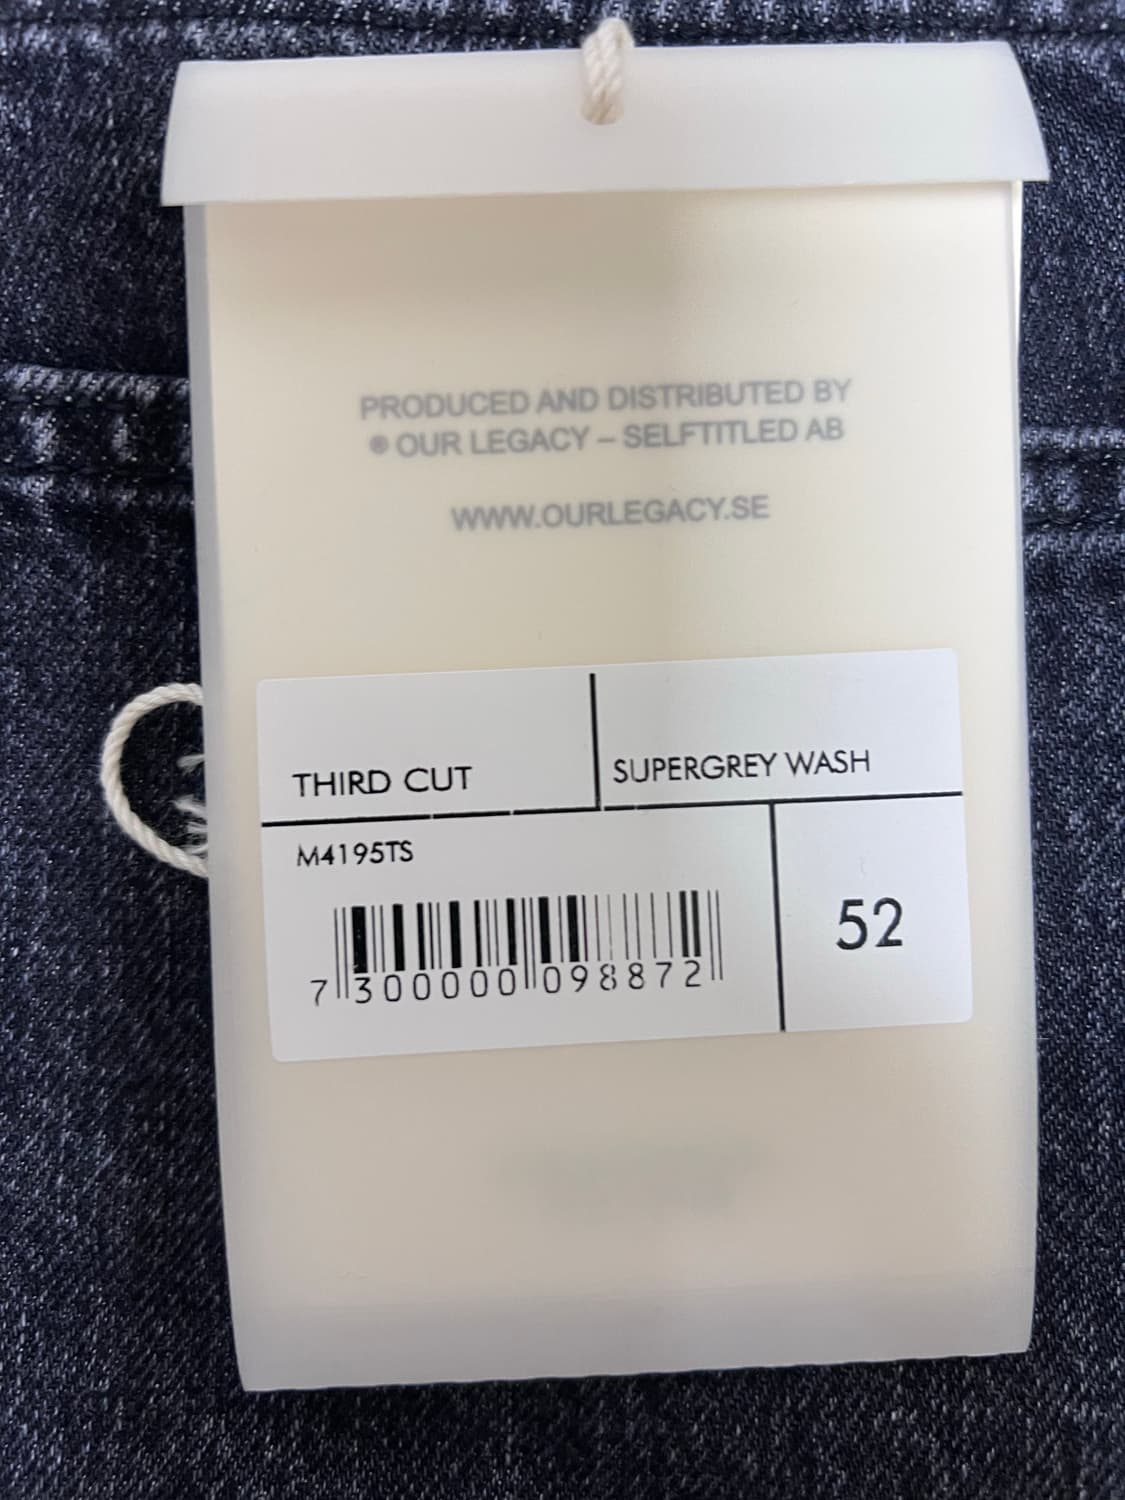 PRODUCED AND DISTRIBUTED BY
® OUR LEGACY – SELFTITLED AB
WWW.OURLEGACY.SE
THIRD CUT
SUPERGREY WASH
M4195TS
52
7 300000 098872